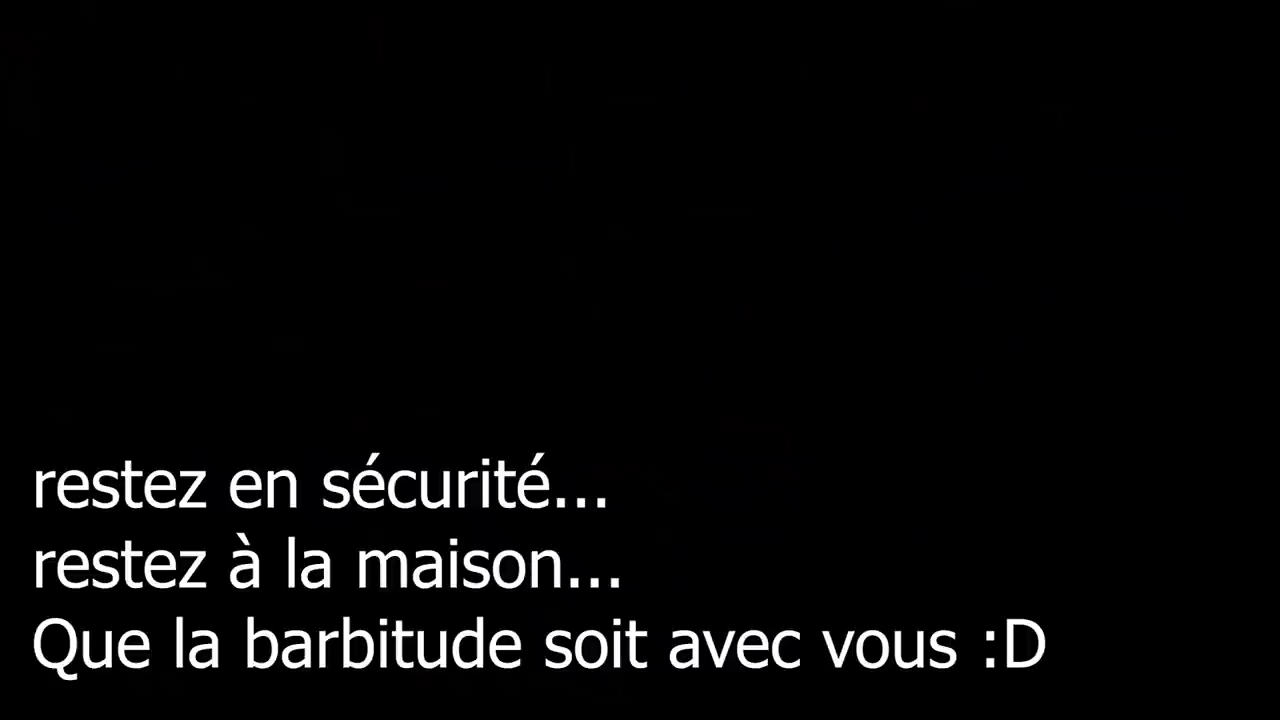 restez en sécurité...
restez à la maison...
Que la barbitude soit avec vous :D